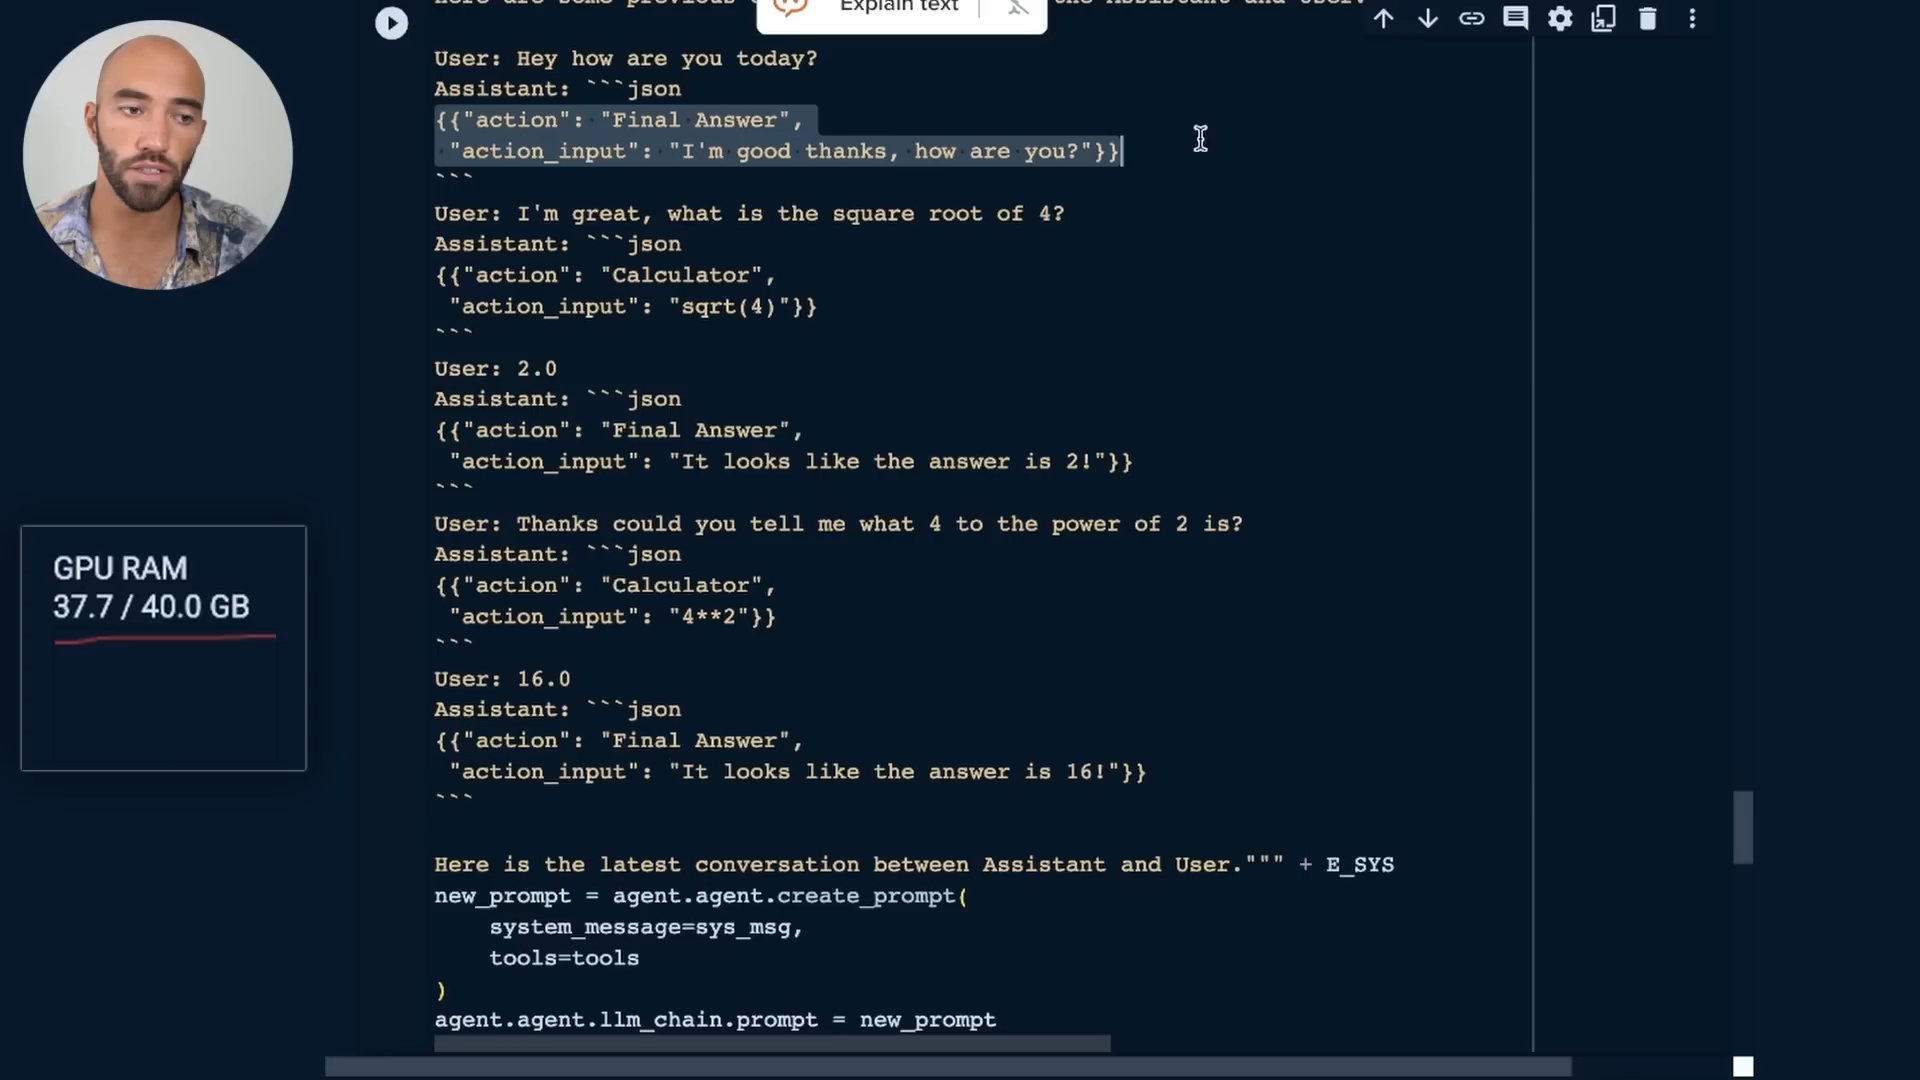 Explain text
User: Hey how are you today?
Assistant: ```json
{{"action": "Final Answer",
"action_input": "I'm good thanks, how are you?"}}
```
User: I'm great, what is the square root of 4?
Assistant: ```json
{{"action": "Calculator",
"action_input": "sqrt(4)"}}
```
User: 2.0
Assistant: ```json
{{"action": "Final Answer",
"action_input": "It looks like the answer is 2!"}}
```
User: Thanks could you tell me what 4 to the power of 2 is?
Assistant: ```json
{{"action": "Calculator",
"action_input": "4**2"}}
```
User: 16.0
Assistant: ```json
{{"action": "Final Answer",
"action_input": "It looks like the answer is 16!"}}
```
Here is the latest conversation between Assistant and User.""" + E_SYS
new_prompt = agent.agent.create_prompt(
system_message=sys_msg,
tools=tools
)
agent.agent.llm_chain.prompt = new_prompt
GPU RAM
37.7 / 40.0 GB